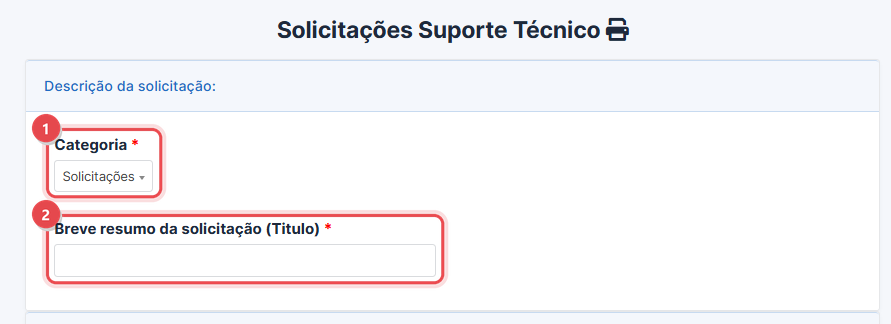 Solicitações Suporte Técnico
Descrição da solicitação:
1
Categoria *
Solicitações
2
Breve resumo da solicitação (Titulo) *